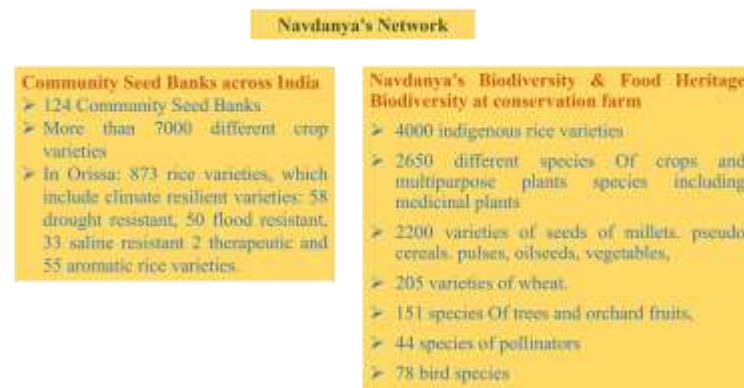 Navdanya's Network
Community Seed Banks across India
➤ 124 Community Seed Banks
➤ More than 7000 different crop
varieties
➤ In Orissa: 873 rice varieties, which
include climate resilient varieties: 58
drought resistant, 50 flood resistant,
33 saline resistant 2 therapeutic and
55 aromatic rice varieties.
Navdanya's Biodiversity & Food Heritage
Biodiversity at conservation farm
➤ 4000 indigenous rice varieties
➤ 2650 different species Of crops and
multipurpose plants species including
medicinal plants
➤ 2200 varieties of seeds of millets. pseudo
cereals. pulses, oilseeds, vegetables,
➤ 205 varieties of wheat.
➤ 151 species Of trees and orchard fruits,
➤ 44 species of pollinators
➤ 78 bird species